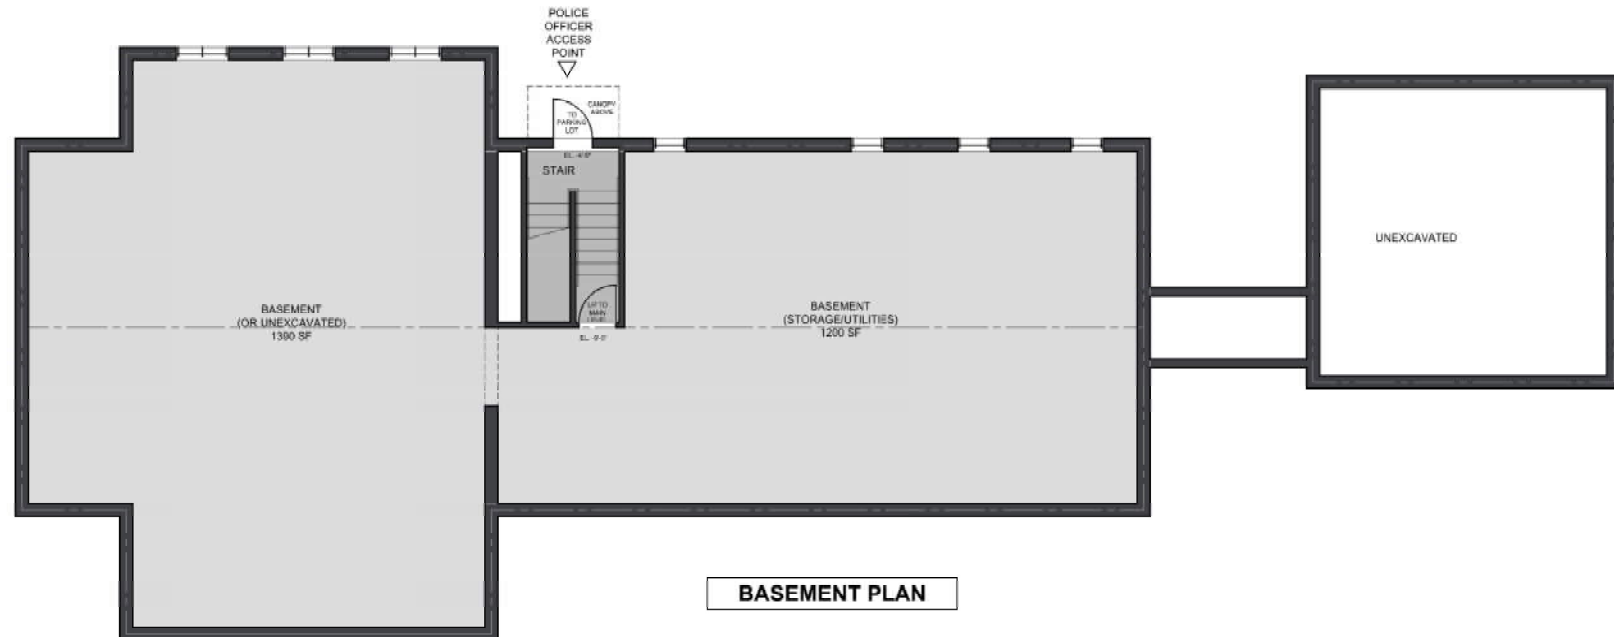 POLICE
OFFICER
ACCESS
POINT
CANOPY
ABOVE
TO
PARKING
LOT
STAIR
UP TO
MAIN
LEVEL
BASEMENT
(OR UNEXCAVATED)
1390 SF
BASEMENT
(STORAGE/UTILITIES)
1200 SF
UNEXCAVATED
BASEMENT PLAN